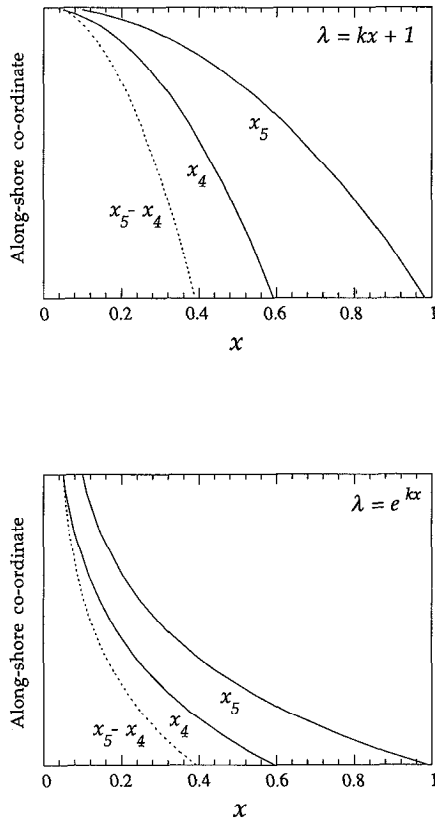 λ = kx + 1
x₅
x₄
x₅- x₄
Along-shore co-ordinate
0 0.2 0.4 0.6 0.8 1
x
λ = e ᵏˣ
x₅
x₄
x₅- x₄
Along-shore co-ordinate
0 0.2 0.4 0.6 0.8 1
x